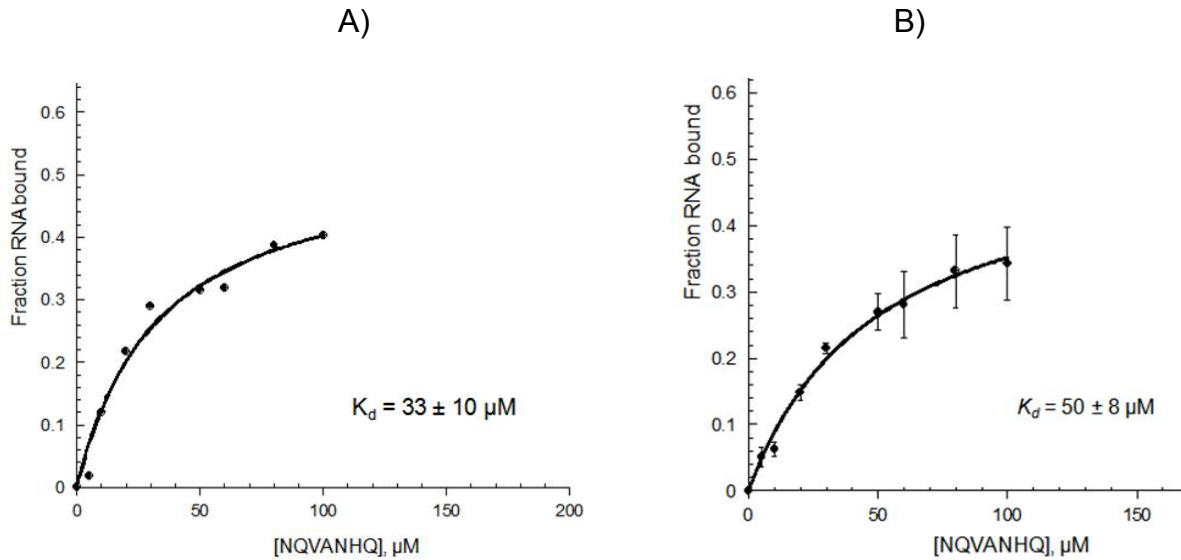 A)
B)
0.6
0.5
0.4
0.3
0.2
0.1
0
Fraction RNA bound
K_d = 33 ± 10 µM
0 50 100 150 200
[NQVANHQ], µM
0.6
0.5
0.4
0.3
0.2
0.1
0
Fraction RNA bound
K_d = 50 ± 8 µM
0 50 100 150
[NQVANHQ], µM